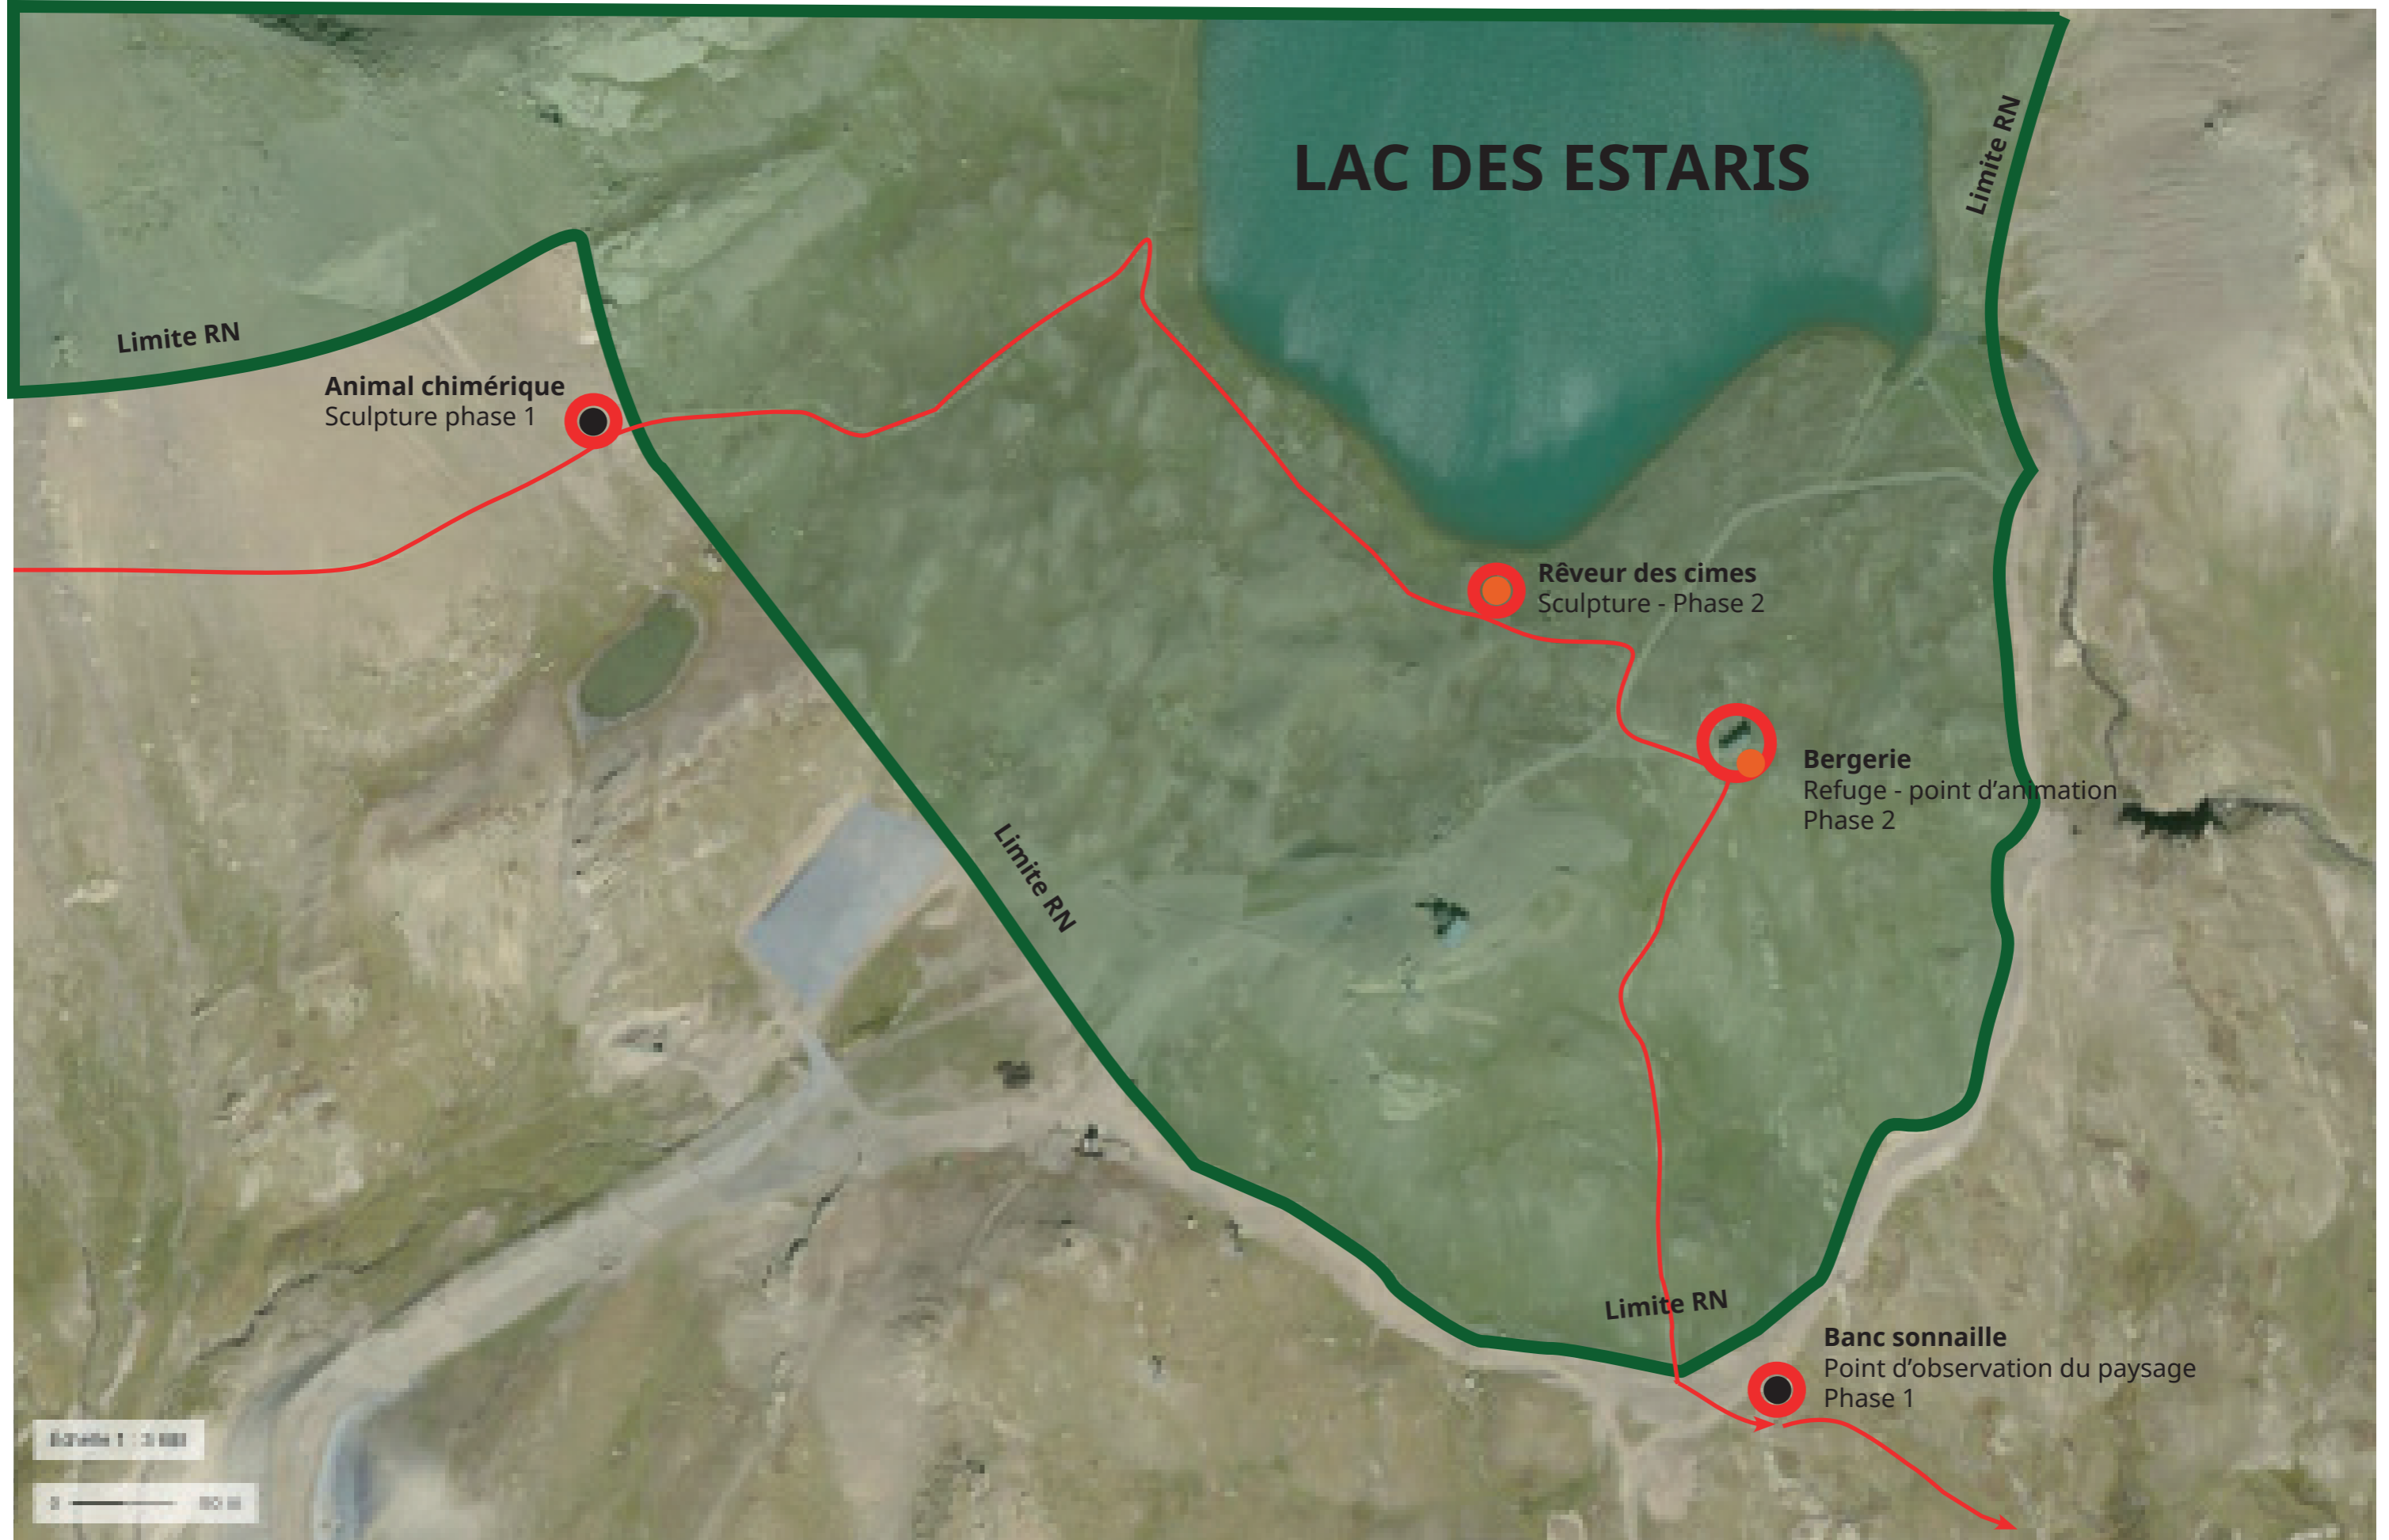 LAC DES ESTARIS
Limite RN
Limite RN
Animal chimérique
Sculpture phase 1
Rêveur des cimes
Sculpture - Phase 2
Bergerie
Refuge - point d’animation
Phase 2
Limite RN
Limite RN
Banc sonnaille
Point d’observation du paysage
Phase 1